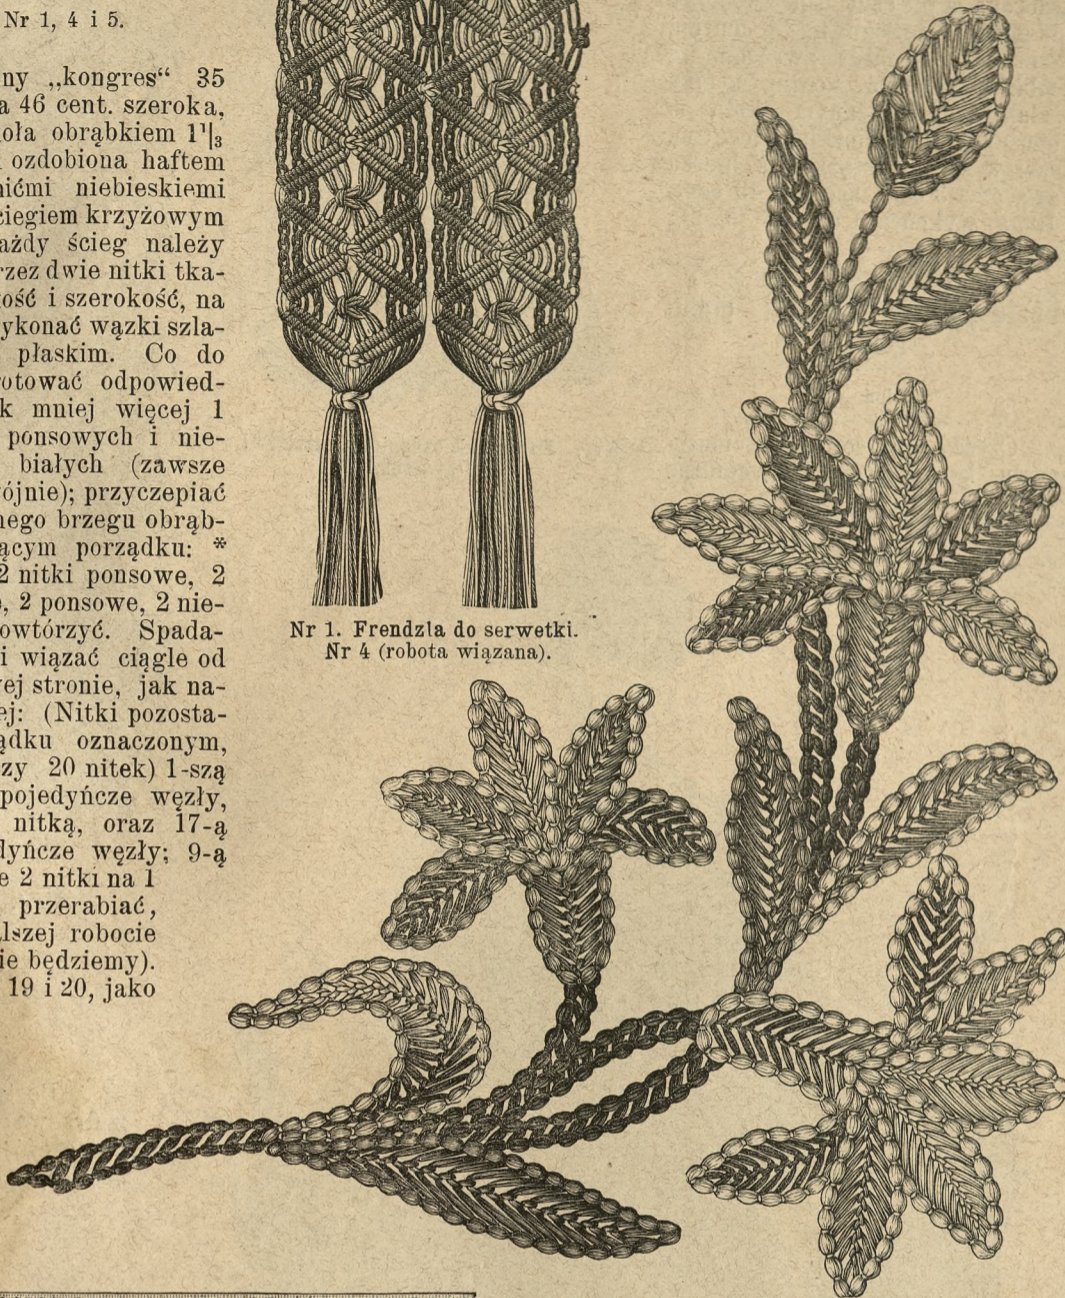 Nr 1, 4 i 5.
ny „kongres“ 35
a 46 cent. szeroka,
oła obrąbkiem 1¹|₃
ozdobiona haftem
nićmi niebieskiemi
ciegiem krzyżowym
ażdy ścieg należy
rzez dwie nitki tka-
ość i szerokość, na
ykonać wązki szla-
płaskim. Co do
otować odpowied-
k mniej więcej 1
ponsowych i nie-
białych (zawsze
ójnie); przyczepiać
nego brzegu obrąb-
ącym porządku: *
2 nitki ponsowe, 2
, 2 ponsowe, 2 nie-
owtórzyć. Spada-
i wiązać ciągle od
ej stronie, jak na-
ej: (Nitki pozosta-
ądku oznaczonym,
zy 20 nitek) 1-szą
pojedyńcze węzły,
nitką, oraz 17-ą
dyńcze węzły; 9-ą
e 2 nitki na 1
przerabiać,
lszej robocie
ie będziemy).
19 i 20, jako
Nr 1. Frendzla do serwetki.
Nr 4 (robota wiązana).